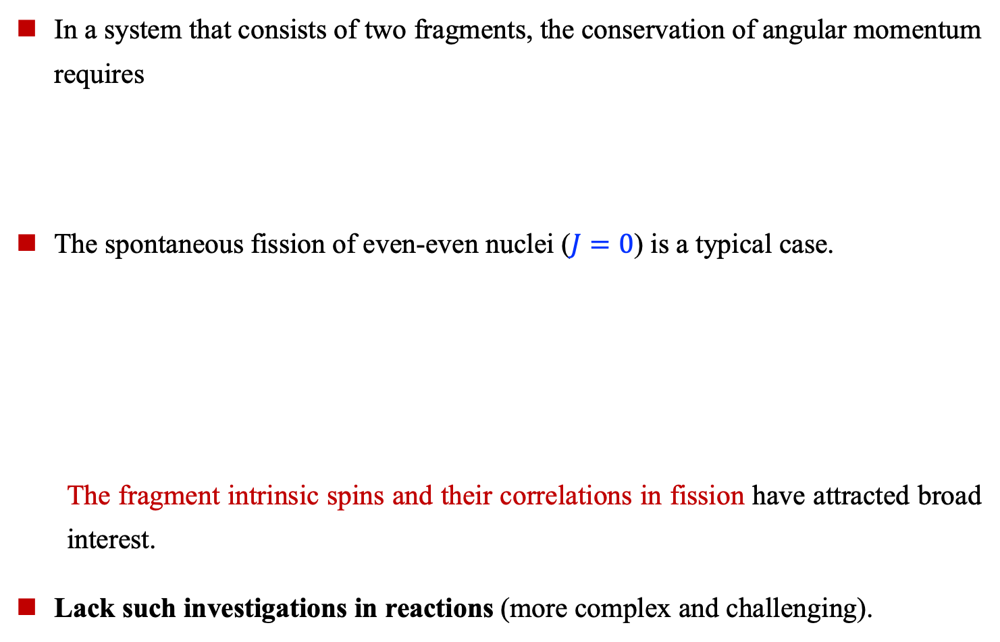 In a system that consists of two fragments, the conservation of angular momentum
requires
The spontaneous fission of even-even nuclei (J = 0) is a typical case.
The fragment intrinsic spins and their correlations in fission have attracted broad
interest.
Lack such investigations in reactions (more complex and challenging).